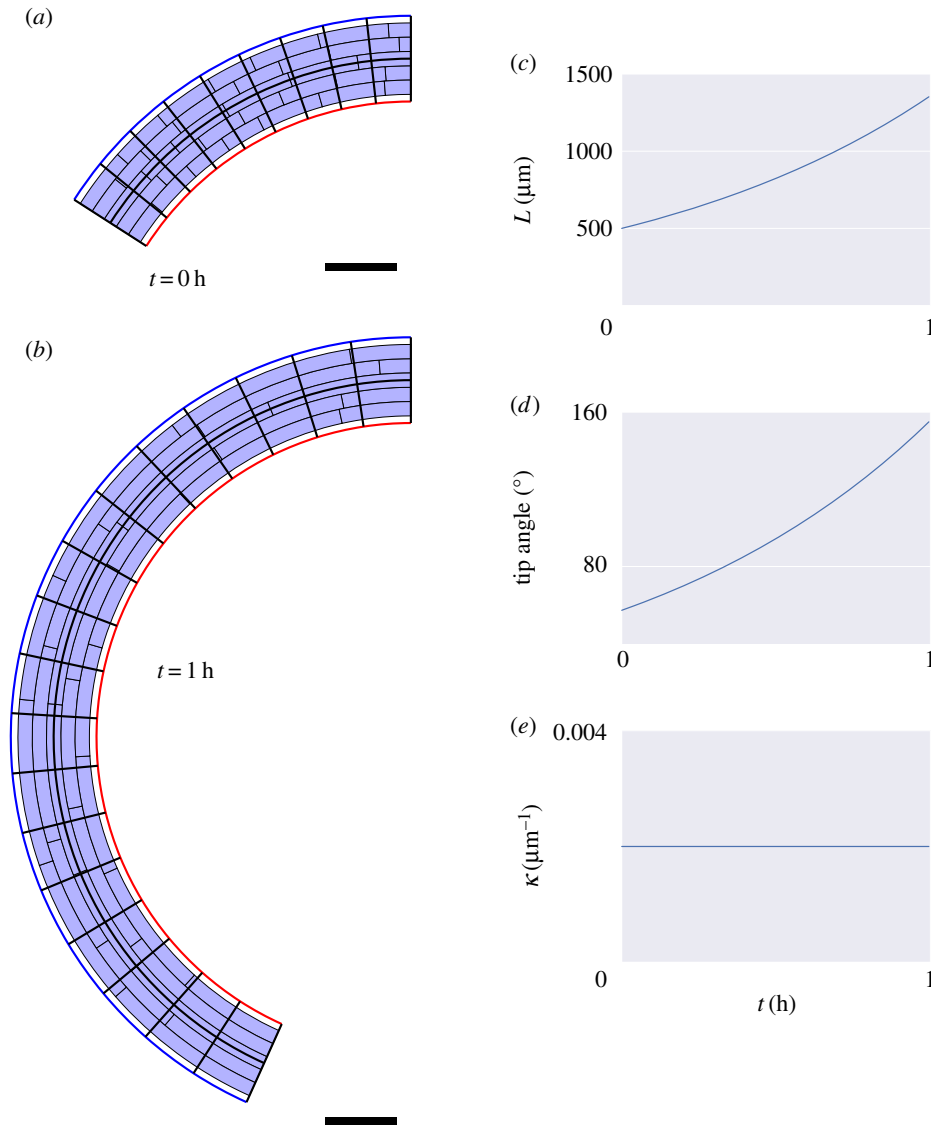 (a)
t = 0 h
(b)
t = 1 h
(c)
1500
1000
500
0
1
L (μm)
(d)
160
80
0
1
tip angle (°)
(e)
0.004
0
1
κ (μm⁻¹)
t (h)